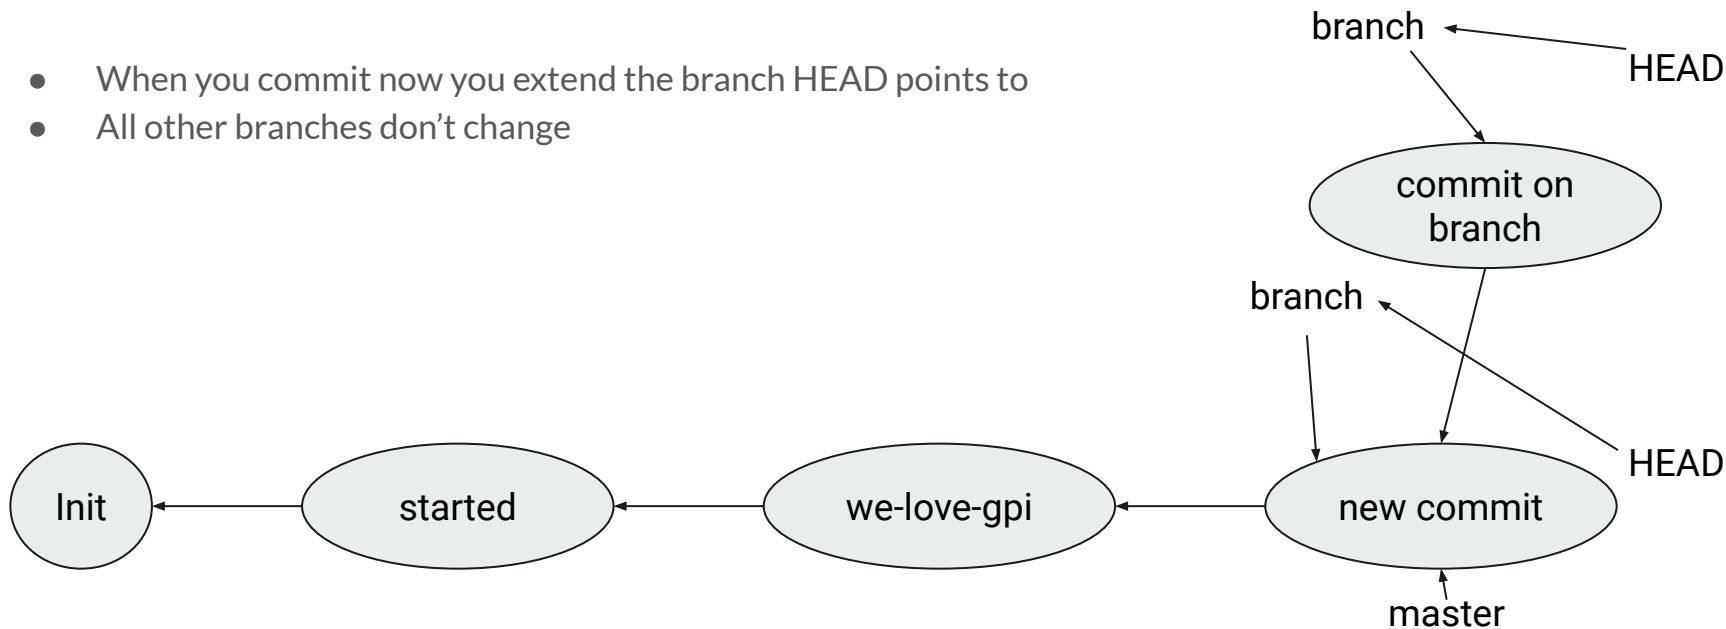 branch
HEAD
● When you commit now you extend the branch HEAD points to
● All other branches don’t change
commit on
branch
branch
HEAD
Init
started
we-love-gpi
new commit
master